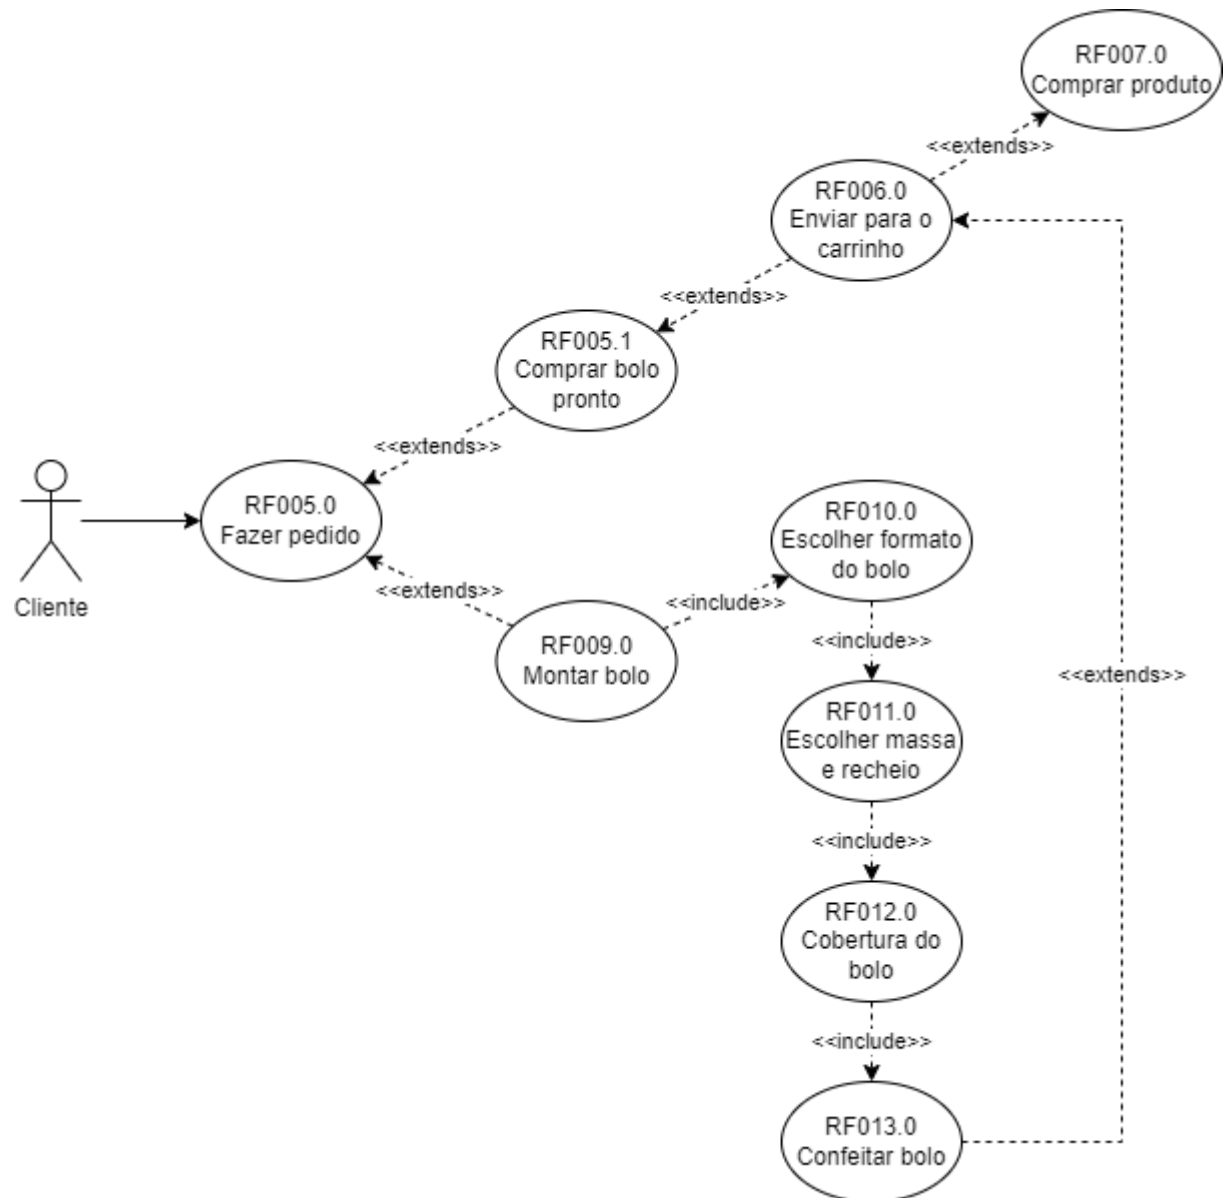 RF007.0
Comprar produto
<<extends>>
RF006.0
Enviar para o
carrinho
<<extends>>
RF005.1
Comprar bolo
pronto
<<extends>>
RF005.0
Fazer pedido
Cliente
<<extends>>
RF009.0
Montar bolo
<<include>>
RF010.0
Escolher formato
do bolo
<<include>>
RF011.0
Escolher massa
e recheio
<<extends>>
<<include>>
RF012.0
Cobertura do
bolo
<<include>>
RF013.0
Confeitar bolo